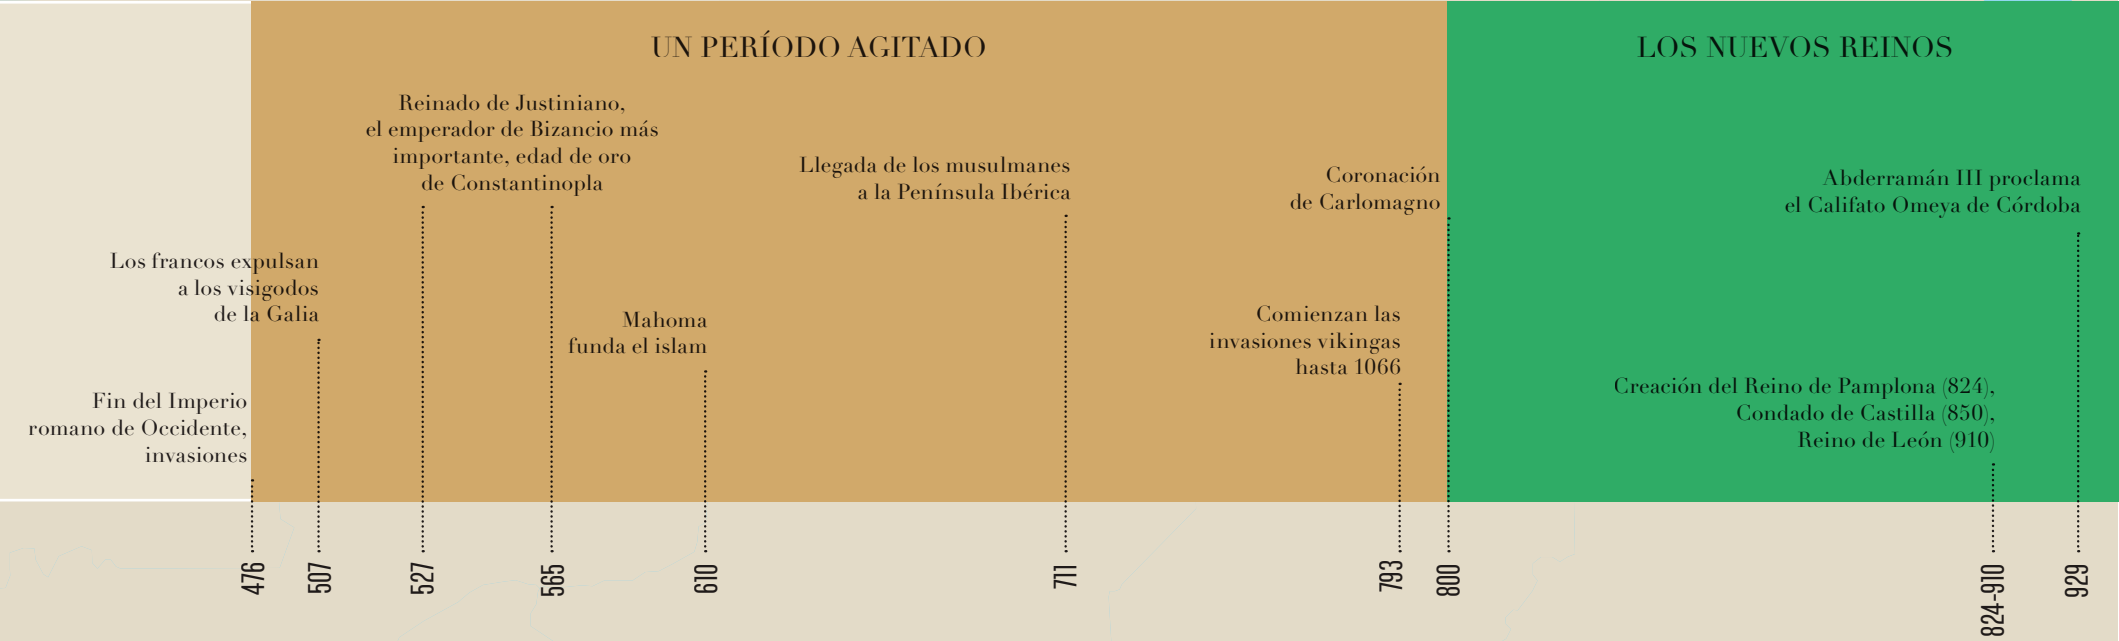 UN PERÍODO AGITADO
LOS NUEVOS REINOS
Reinado de Justiniano,
el emperador de Bizancio más
importante, edad de oro
de Constantinopla
Llegada de los musulmanes
a la Península Ibérica
Coronación
de Carlomagno
Abderramán III proclama
el Califato Omeya de Córdoba
Los francos expulsan
a los visigodos
de la Galia
Mahoma
funda el islam
Comienzan las
invasiones vikingas
hasta 1066
Fin del Imperio
romano de Occidente,
invasiones
Creación del Reino de Pamplona (824),
Condado de Castilla (850),
Reino de León (910)
476
507
527
565
610
711
793
800
824-910
929